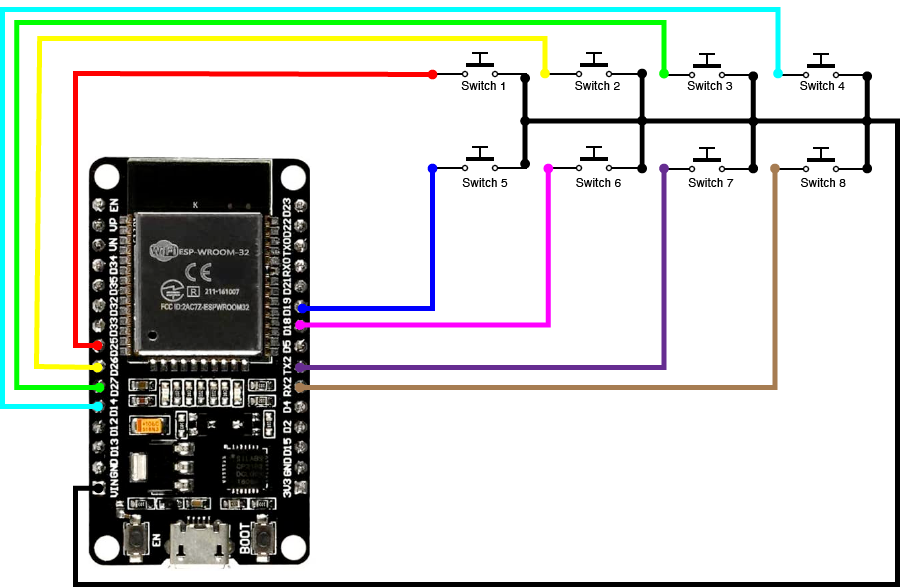 Switch 1
Switch 2
Switch 3
Switch 4
Switch 5
Switch 6
Switch 7
Switch 8
K
WiFi ESP-WROOM-32
CE
R 211-161007
FCC ID:2AC7Z-ESPWROOM32
EN
VP
VN
D34
D35
D32
D33
D25
D26
D27
D14
D12
D13
GND
VIN
D23
D22
TX0
RX0
D21
D19
D18
D5
TX2
RX2
D4
D2
D15
GND
3V3
EN
BOOT